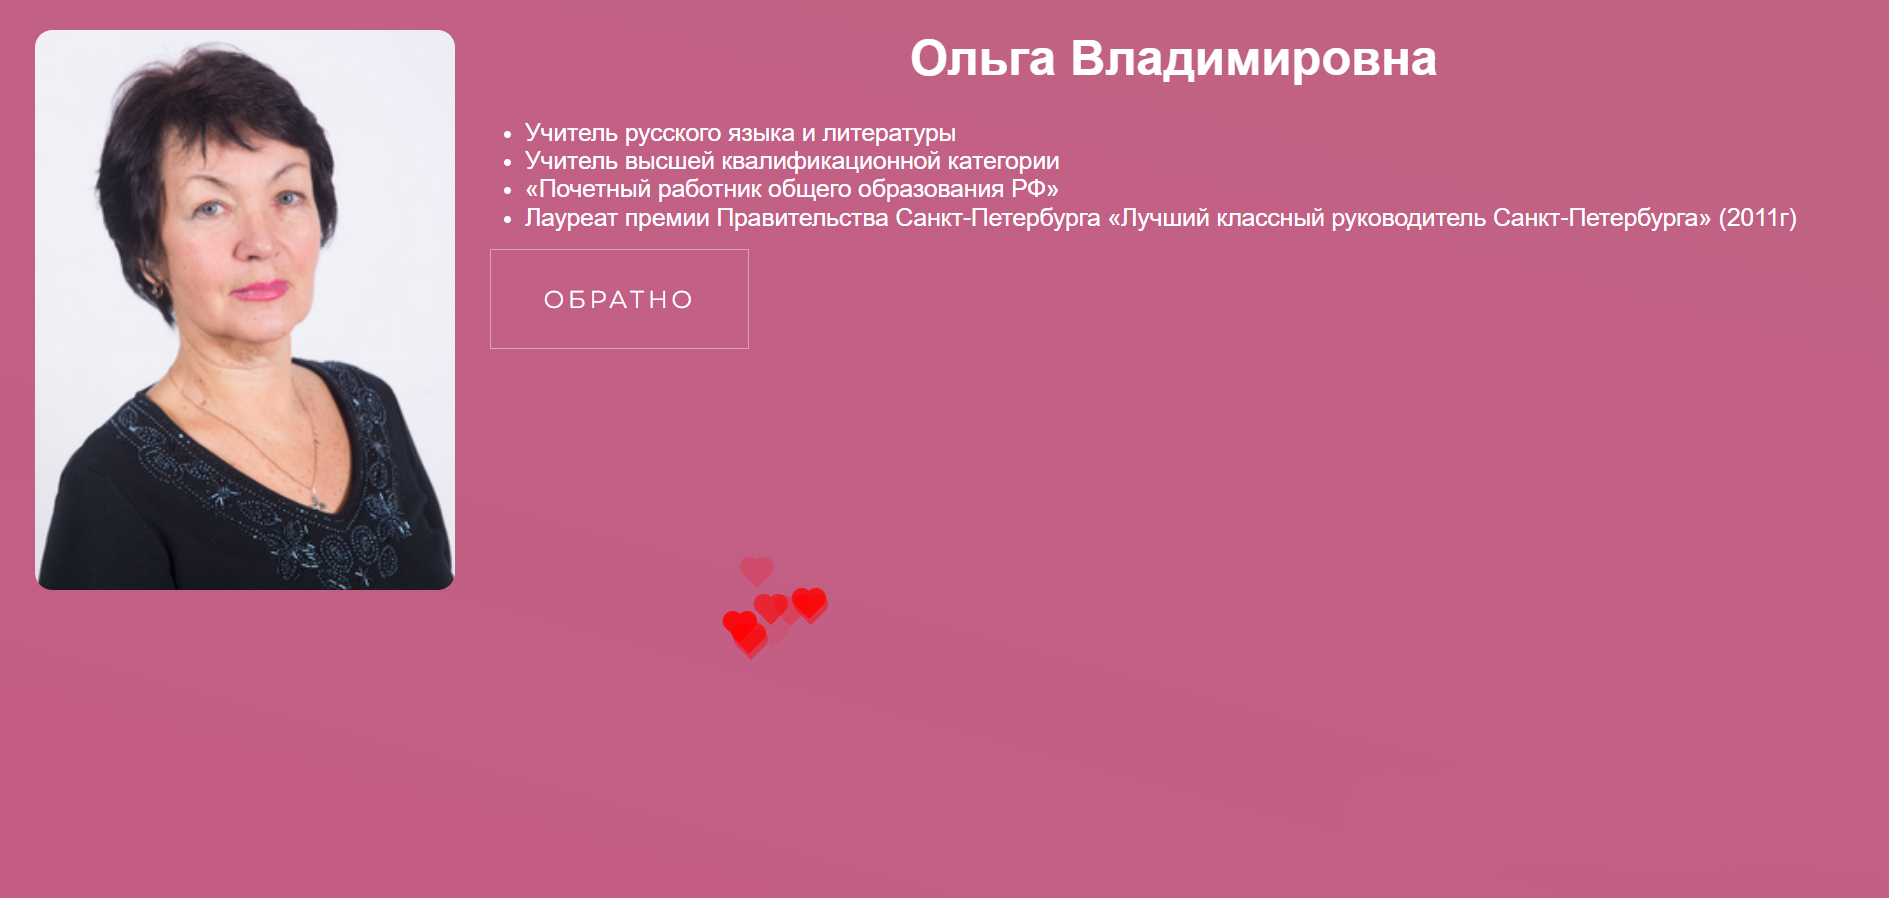 Ольга Владимировна
Учитель русского языка и литературы
Учитель высшей квалификационной категории
«Почетный работник общего образования РФ»
Лауреат премии Правительства Санкт-Петербурга «Лучший классный руководитель Санкт-Петербурга» (2011г)
ОБРАТНО